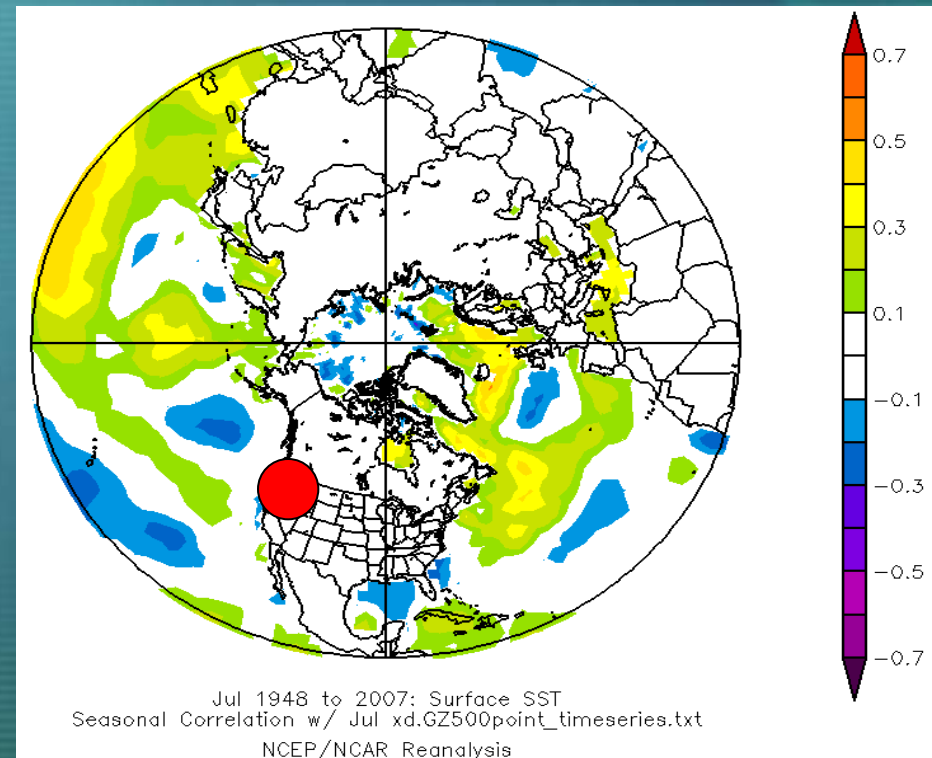 0.7
0.5
0.3
0.1
−0.1
−0.3
−0.5
−0.7
Jul 1948 to 2007: Surface SST
Seasonal Correlation w/ Jul xd.GZ500point_timeseries.txt
NCEP/NCAR Reanalysis